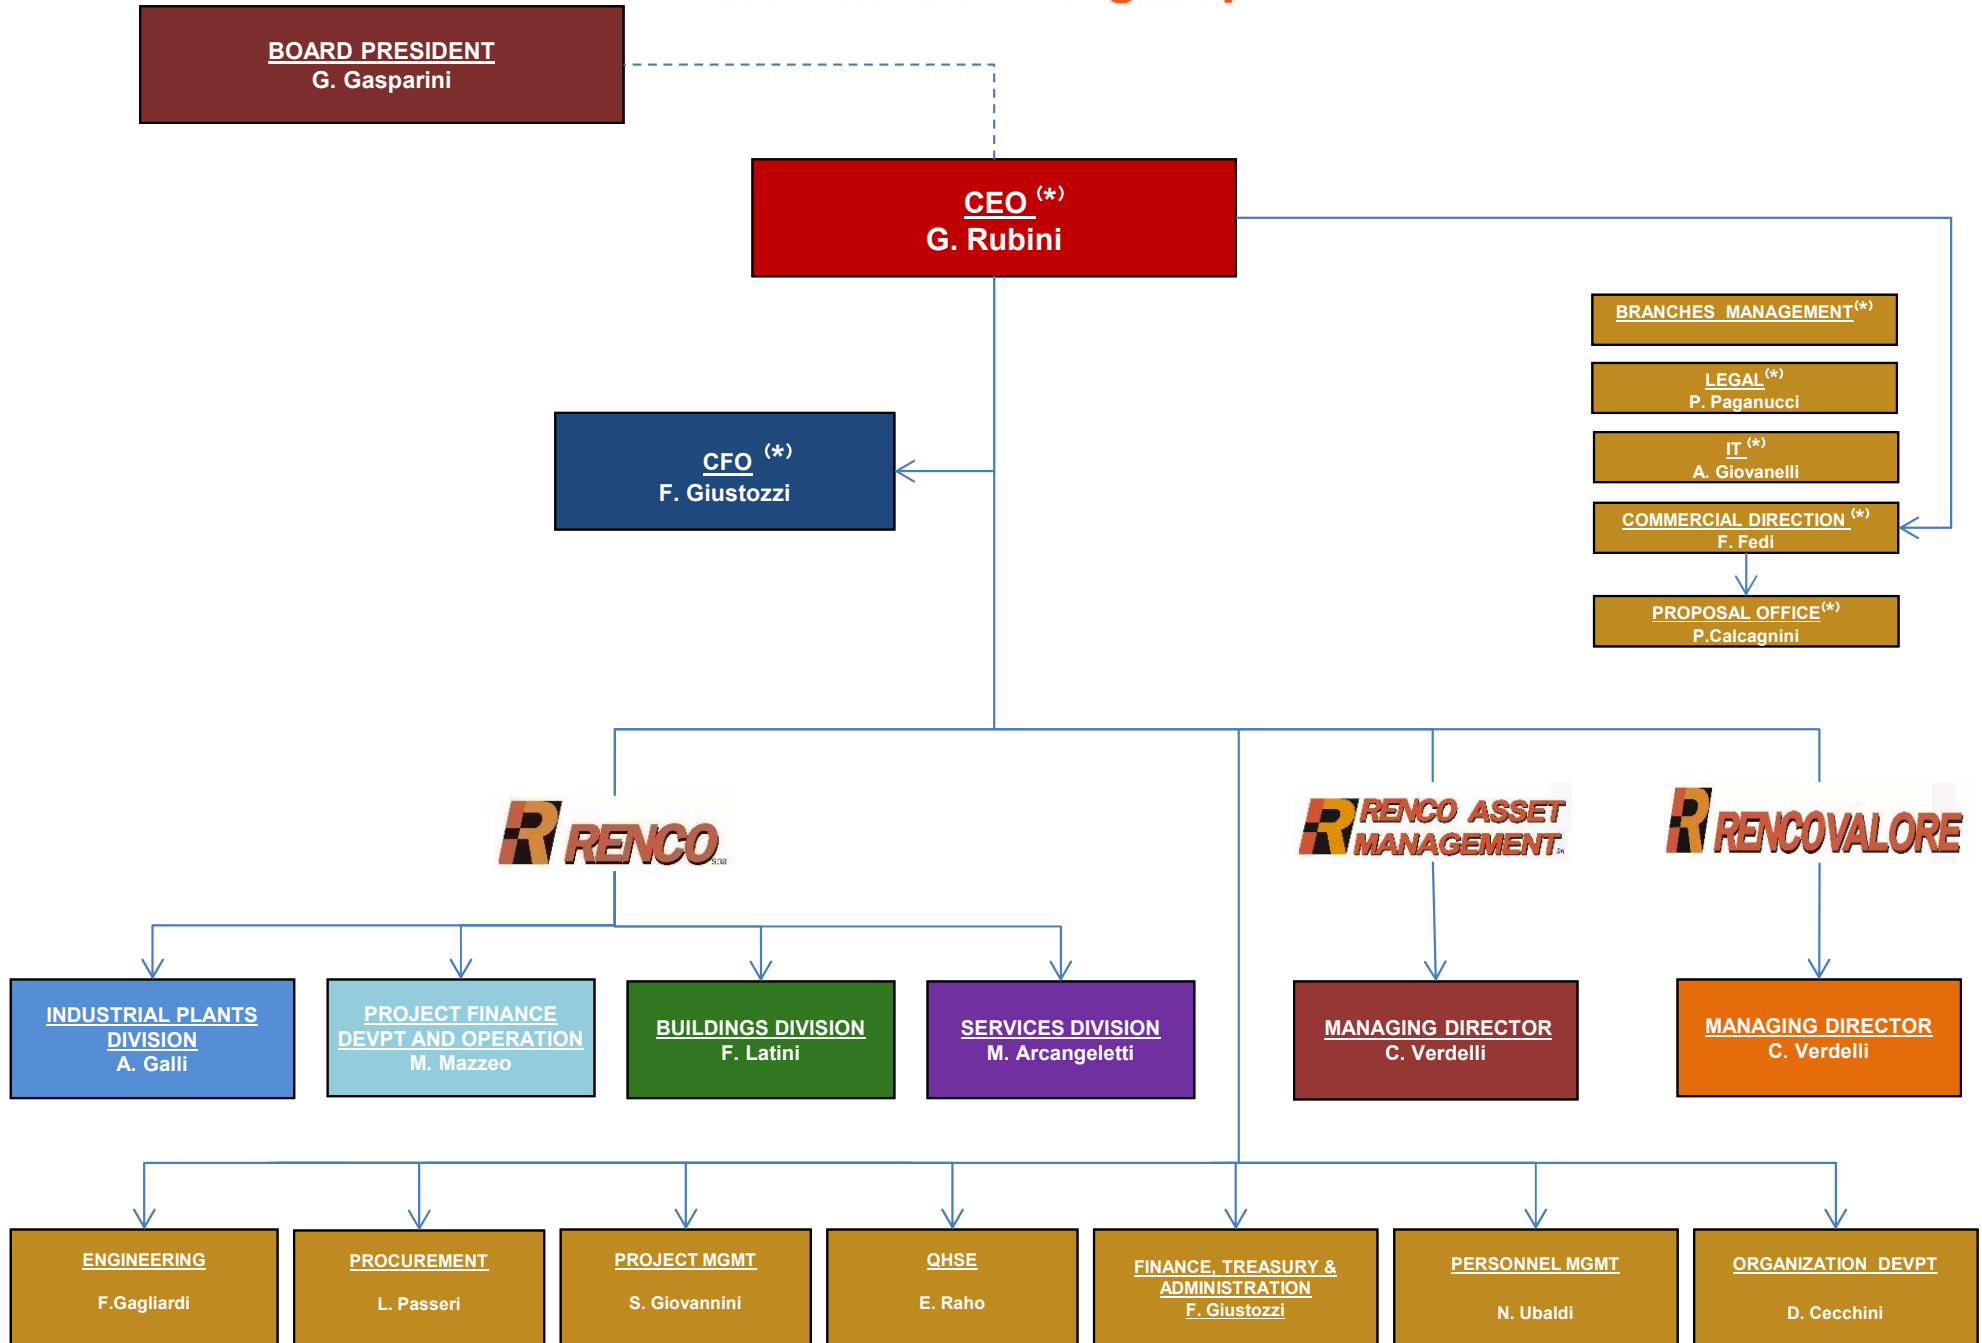 BOARD PRESIDENT
G. Gasparini
CEO (*)
G. Rubini
BRANCHES MANAGEMENT(*)
LEGAL(*)
P. Paganucci
IT (*)
A. Giovanelli
COMMERCIAL DIRECTION (*)
F. Fedi
PROPOSAL OFFICE(*)
P.Calcagnini
CFO (*)
F. Giustozzi
RENCO
RENCO ASSET
MANAGEMENT
RENCOVALORE
INDUSTRIAL PLANTS
DIVISION
A. Galli
PROJECT FINANCE
DEVPT AND OPERATION
M. Mazzeo
BUILDINGS DIVISION
F. Latini
SERVICES DIVISION
M. Arcangeletti
MANAGING DIRECTOR
C. Verdelli
MANAGING DIRECTOR
C. Verdelli
ENGINEERING
F.Gagliardi
PROCUREMENT
L. Passeri
PROJECT MGMT
S. Giovannini
QHSE
E. Raho
FINANCE, TREASURY &
ADMINISTRATION
F. Giustozzi
PERSONNEL MGMT
N. Ubaldi
ORGANIZATION DEVPT
D. Cecchini